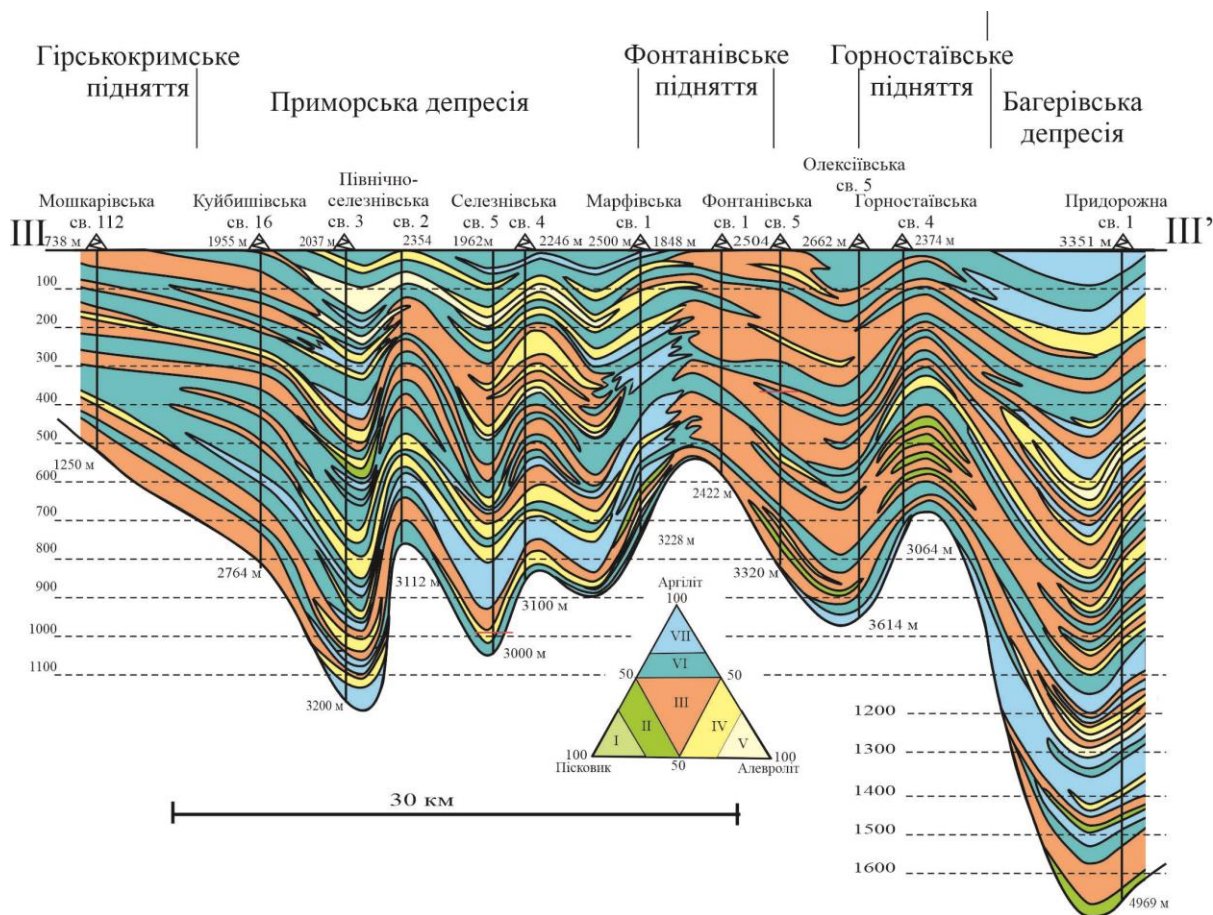 Гірськокримське
підняття
Приморська депресія
Фонтанівське
підняття
Горностаївське
підняття
Багерівська
депресія
Мошкарівська
св. 112
Куйбишівська
св. 16
Північно-
селезнівська
св. 3 св. 2
Селезнівська
св. 5 св. 4
Марфівська
св. 1
Фонтанівська
св. 1 св. 5
Олексіївська
св. 5
Горностаївська
св. 4
Придорожна
св. 1
III III'
738 м 1955 м 2037 м 2354 1962м 2246 м 2500 м 1848 м 2504 2662 м 2374 м 3351 м
100
200
300
400
500
600
700
800
900
1000
1100
1250 м
2764 м
3200 м
3112 м
3000 м
3100 м
3228 м
2422 м
3320 м
3614 м
3064 м
4969 м
1200
1300
1400
1500
1600
Аргіліт
100
VII
VI
50 50
III
II IV
I V
100 100
Пісковик 50 Алевроліт
30 км